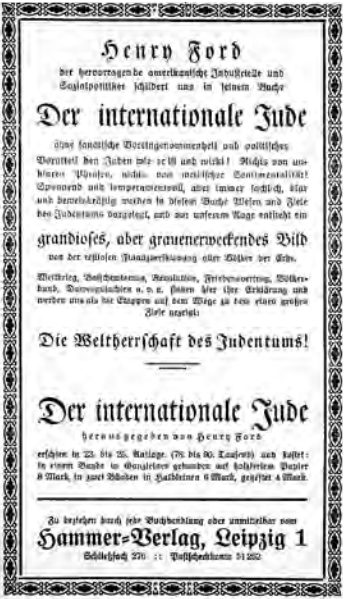 Henry Ford
der hervorragende amerikanische Industrielle und
Sozialpolitiker schildert uns in seinem Buche
Der internationale Jude
ohne fanatische Voreingenommenheit und politisches
Vorurteil den Juden wie er ist und wirkt! Nichts von
Phrasen, nichts von Sentimentalität!
Spannend und temperamentvoll, aber immer sachlich, klar
und beweiskräftig werden in diesem Buche Wesen und Ziele
des Judentums dargelegt, und vor unserem Auge entsteht ein
grandioses, aber grauenerweckendes Bild
von der restlosen Finanzversklavung aller Völker der Erde.
Weltkrieg, Bolschewismus, Revolution, Friedensvertrag, Völker-
bund, Dawesgutachten u. v. a. finden hier ihre Erklärung und
werden uns als die Etappen auf dem Wege zu dem einen großen
Ziele gezeigt:
Die Weltherrschaft des Judentums!
Der internationale Jude
herausgegeben von Henry Ford
erschien in 23. bis 25. Auflage. (78. bis 90. Tausend) und kostet:
in einem Bande in Ganzleinen gebunden auf holzfreiem Papier
8 Mark, in zwei Bänden in Halbleinen 6 Mark, geheftet 4 Mark.
Zu beziehen durch jede Buchhandlung oder unmittelbar vom
Hammer-Verlag, Leipzig 1
Schließfach 276 :: Postscheckkonto